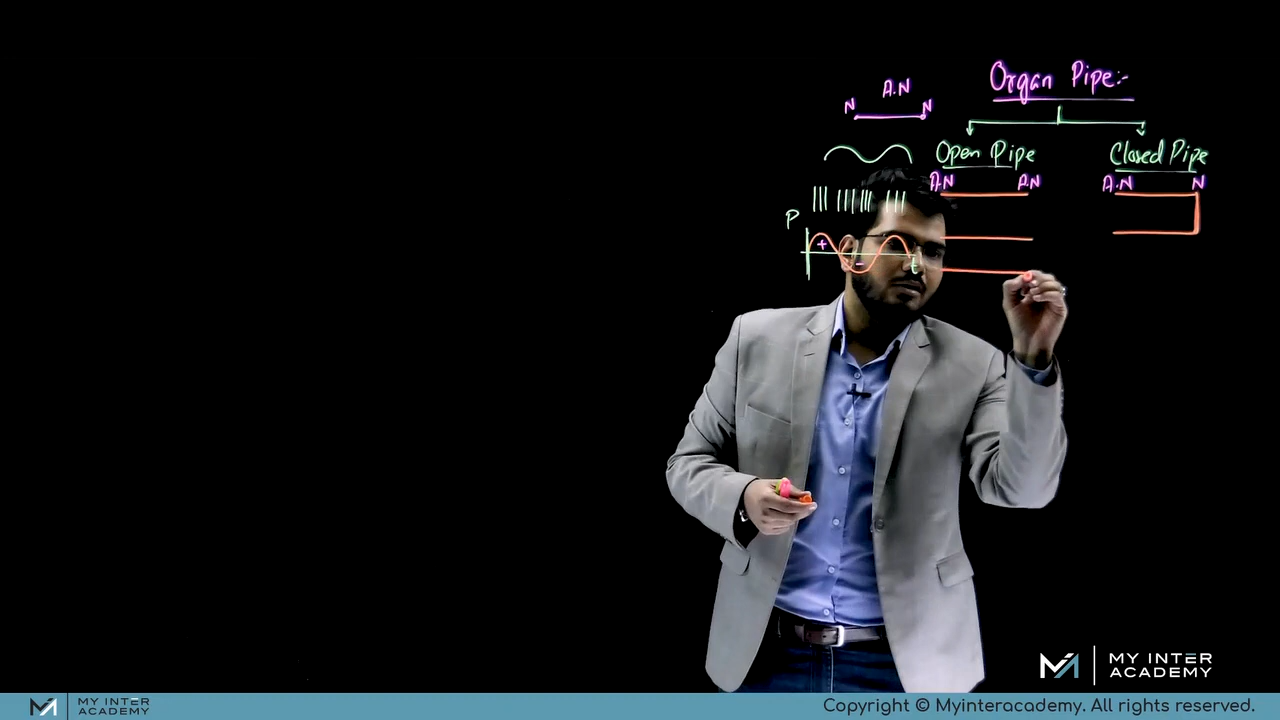 Organ Pipe:-
A.N
N N
Open Pipe Closed Pipe
A.N A.N A.N N
P
+
-
t
MY INTER
ACADEMY
MY INTER
ACADEMY
Copyright © Myinteracademy. All rights reserved.